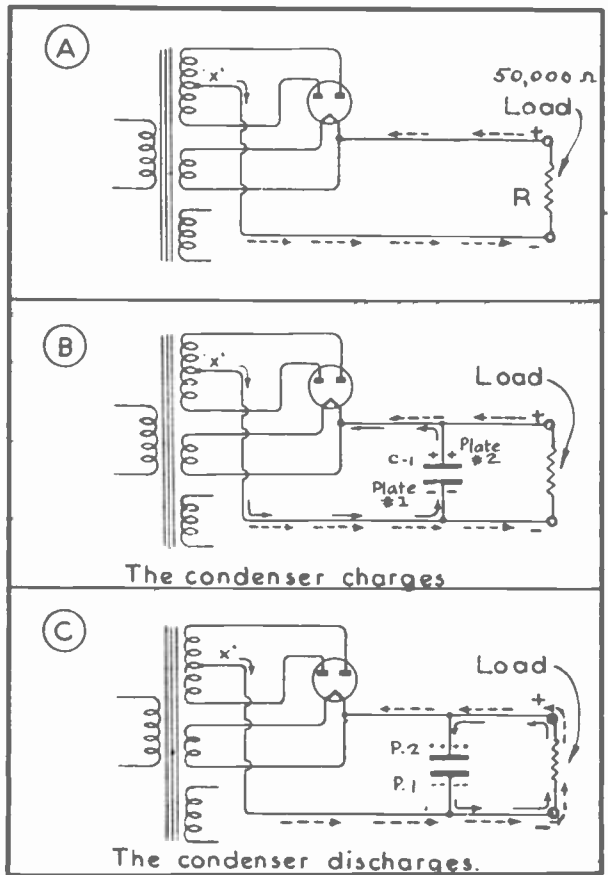 A
'x'
50,000 Ω
Load
+
R
-
B
'x'
Load
+
C-1
+ +
Plate
#2
Plate
#1
- -
-
The condenser charges
C
x'
Load
+
P.2
P.1
-
The condenser discharges.